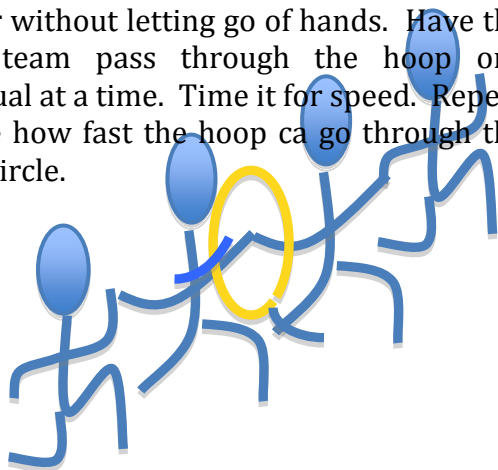 r without letting go of hands. Have th
team pass through the hoop on
ual at a time. Time it for speed. Repe
e how fast the hoop ca go through th
ircle.